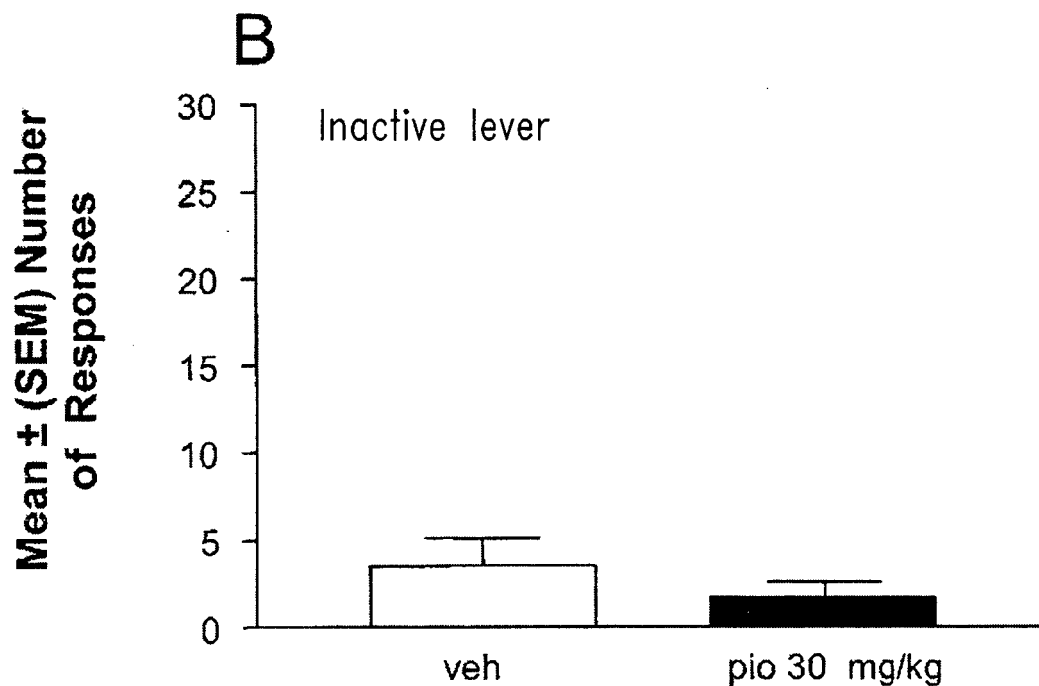 B
Inactive lever
Mean ± (SEM) Number
of Responses
30
25
20
15
10
5
0
veh
pio 30 mg/kg